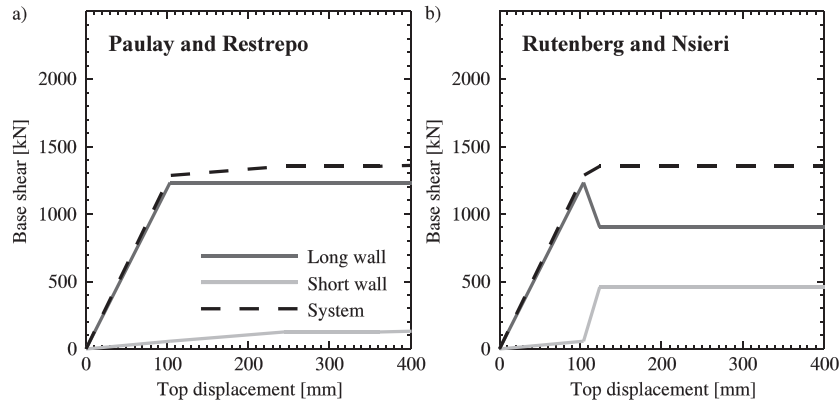 a)
Paulay and Restrepo
Base shear [kN]
2000
1500
1000
500
0
Long wall
Short wall
System
0 100 200 300 400
Top displacement [mm]
b)
Rutenberg and Nsieri
Base shear [kN]
2000
1500
1000
500
0
0 100 200 300 400
Top displacement [mm]